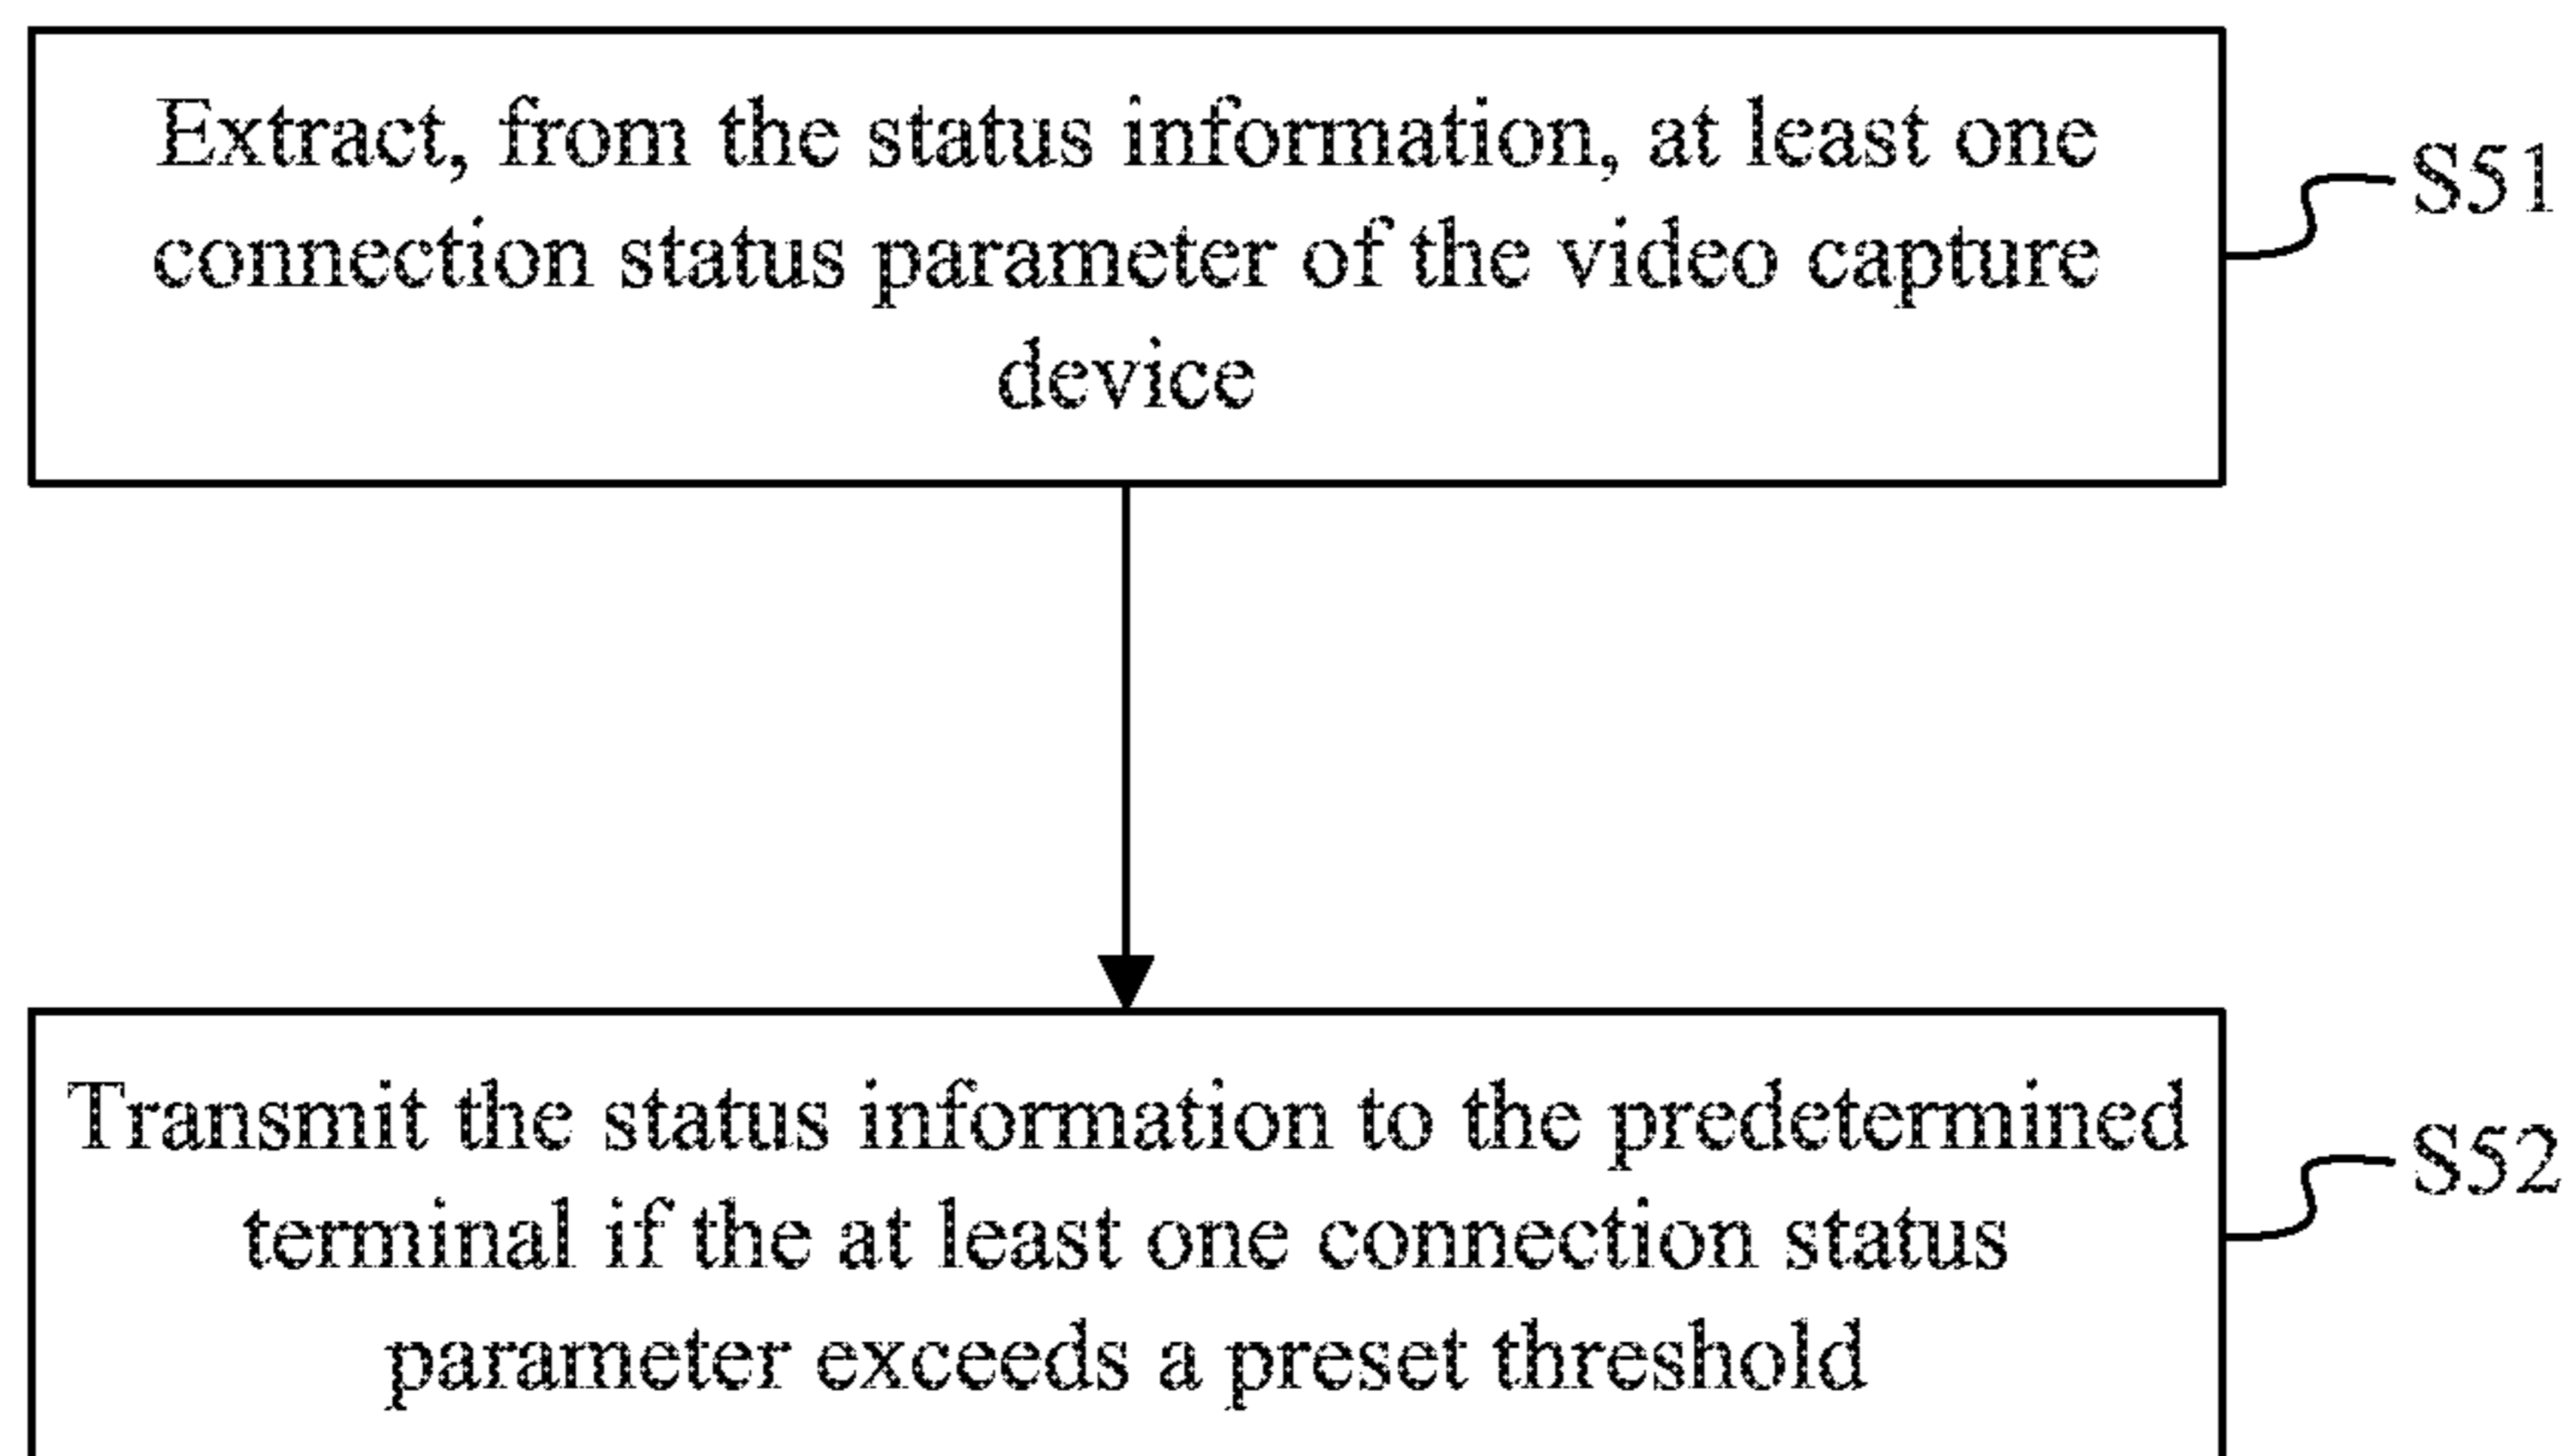 Extract, from the status information, at least one
connection status parameter of the video capture
device
S51
Transmit the status information to the predetermined
terminal if the at least one connection status
parameter exceeds a preset threshold
S52